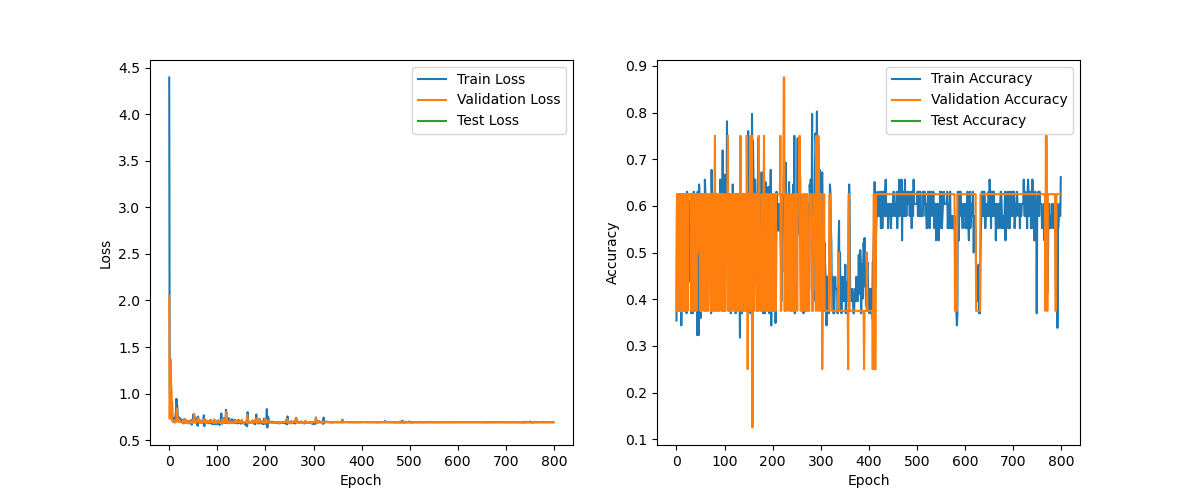 4.5
4.0
3.5
3.0
2.5
2.0
1.5
1.0
0.5
Loss
0 100 200 300 400 500 600 700 800
Epoch
Train Loss
Validation Loss
Test Loss
0.9
0.8
0.7
0.6
0.5
0.4
0.3
0.2
0.1
Accuracy
0 100 200 300 400 500 600 700 800
Epoch
Train Accuracy
Validation Accuracy
Test Accuracy